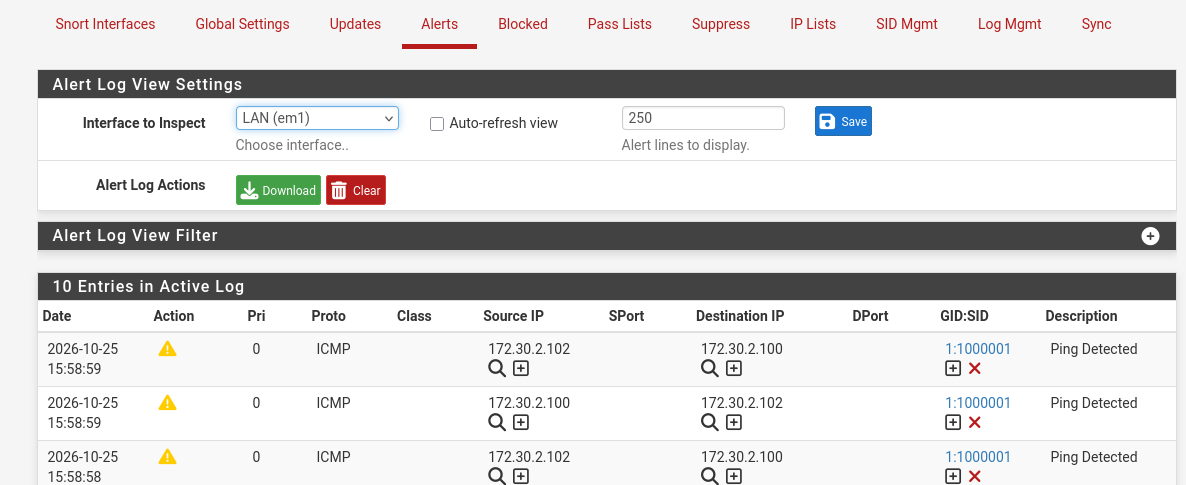 Snort Interfaces Global Settings Updates Alerts Blocked Pass Lists Suppress IP Lists SID Mgmt Log Mgmt Sync
Alert Log View Settings
Interface to Inspect LAN (em1) Auto-refresh view 250 Save
Choose interface.. Alert lines to display.
Alert Log Actions Download Clear
Alert Log View Filter
10 Entries in Active Log
Date Action Pri Proto Class Source IP SPort Destination IP DPort GID:SID Description
2026-10-25 0 ICMP 172.30.2.102 172.30.2.100 1:1000001 Ping Detected
15:58:59
2026-10-25 0 ICMP 172.30.2.100 172.30.2.102 1:1000001 Ping Detected
15:58:59
2026-10-25 0 ICMP 172.30.2.102 172.30.2.100 1:1000001 Ping Detected
15:58:58